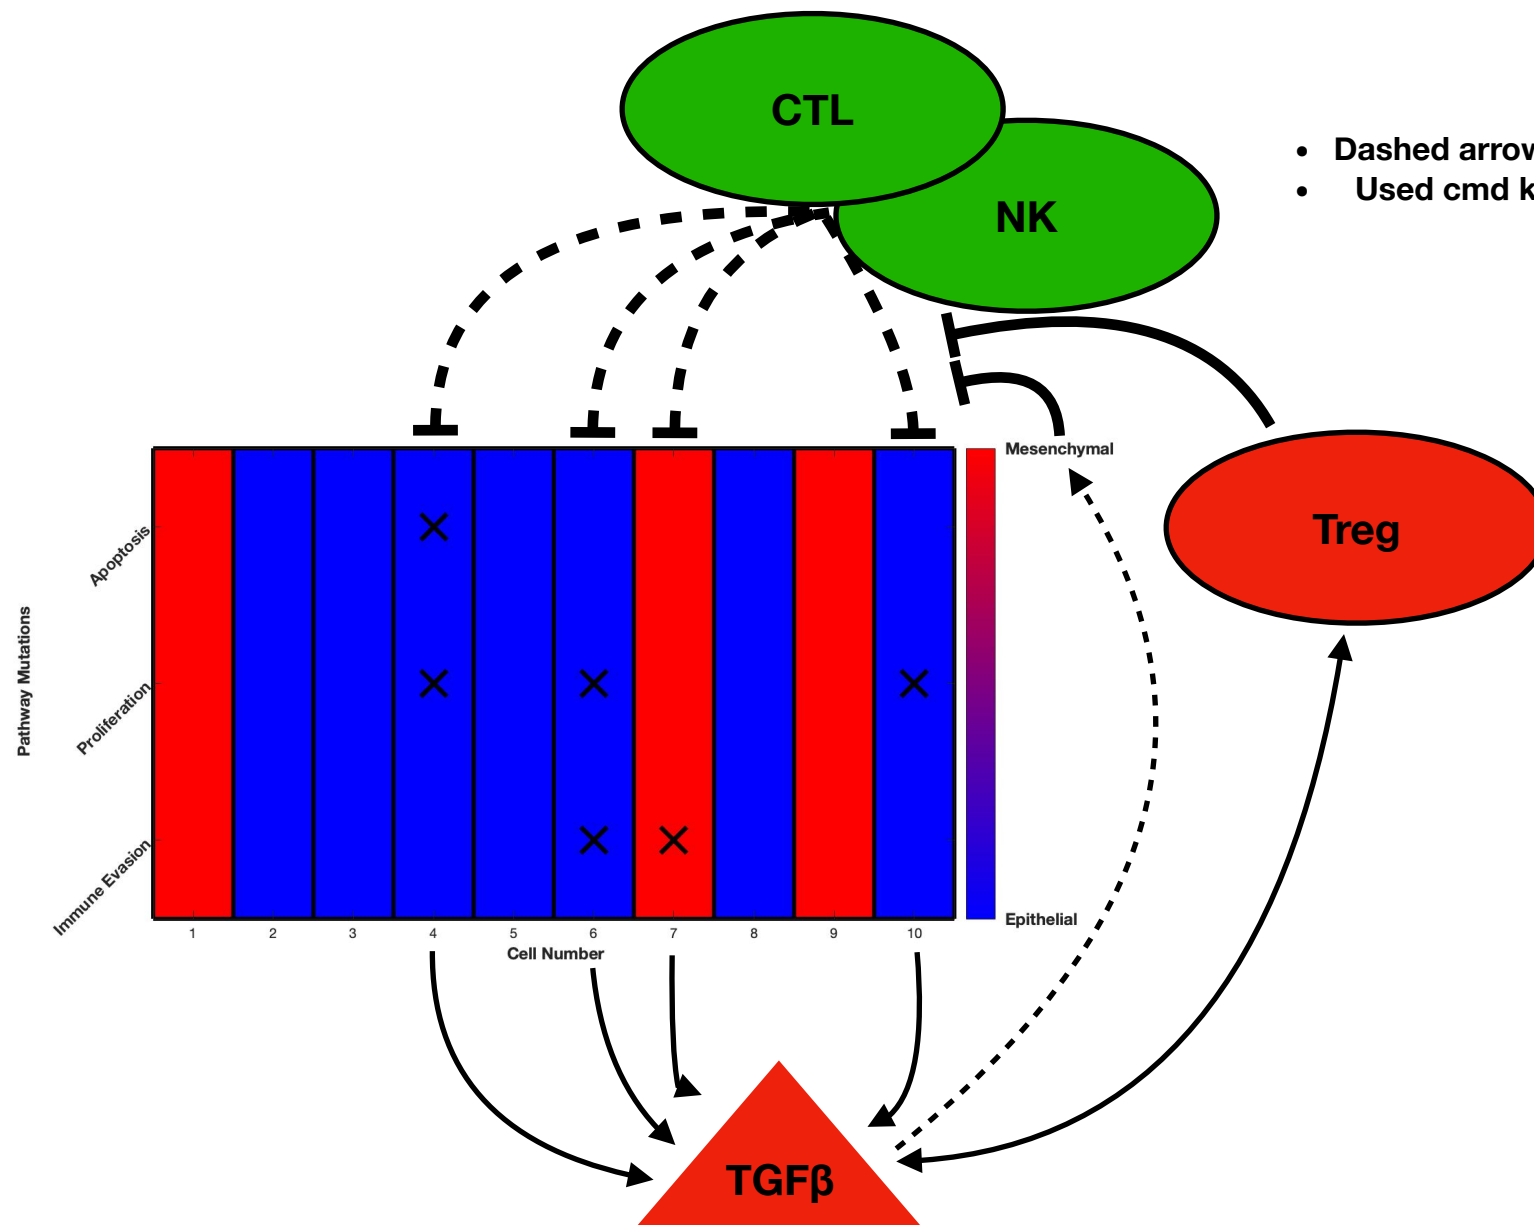 CTL
NK
• Dashed arrow
• Used cmd k
Mesenchymal
Treg
Apoptosis
Proliferation
Immune Evasion
Pathway Mutations
Epithelial
1 2 3 4 5 6 7 8 9 10
Cell Number
TGFβ